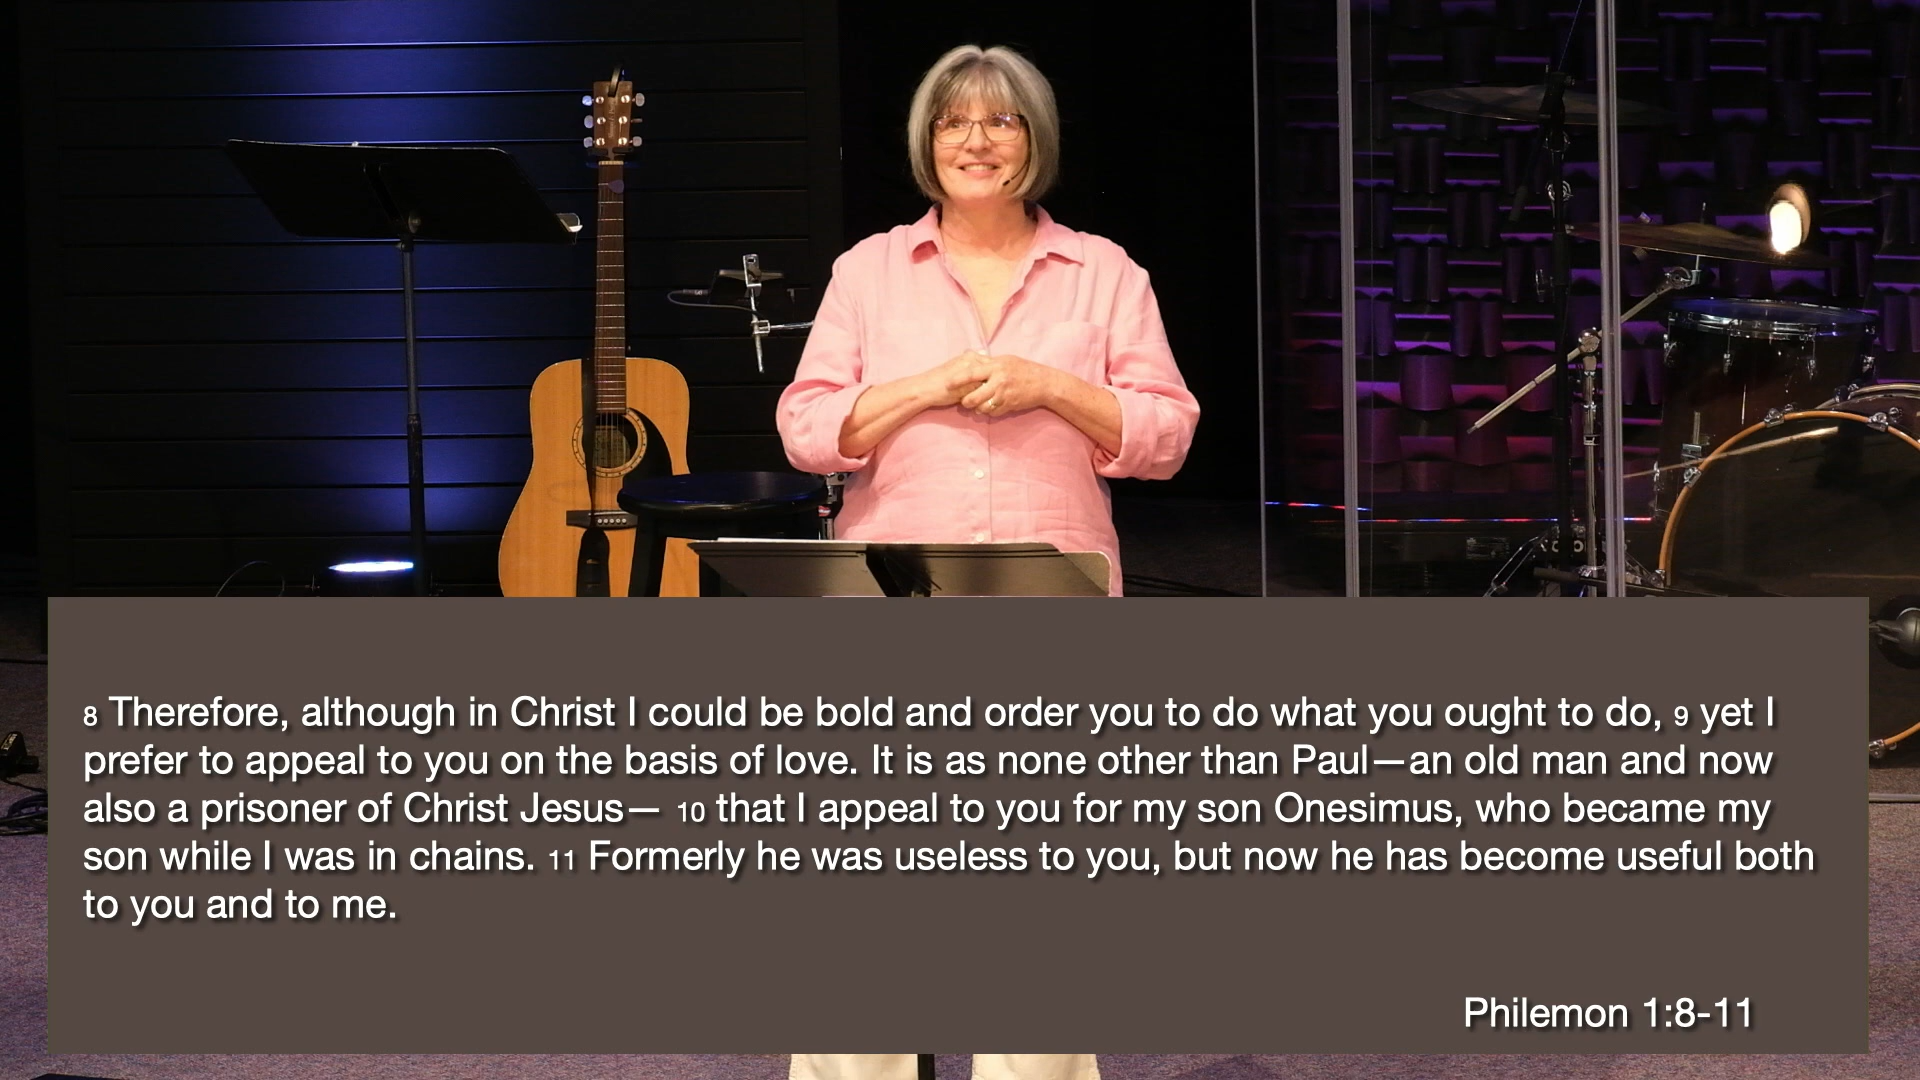 8 Therefore, although in Christ I could be bold and order you to do what you ought to do, 9 yet I
prefer to appeal to you on the basis of love. It is as none other than Paul—an old man and now
also a prisoner of Christ Jesus— 10 that I appeal to you for my son Onesimus, who became my
son while I was in chains. 11 Formerly he was useless to you, but now he has become useful both
to you and to me.
Philemon 1:8-11